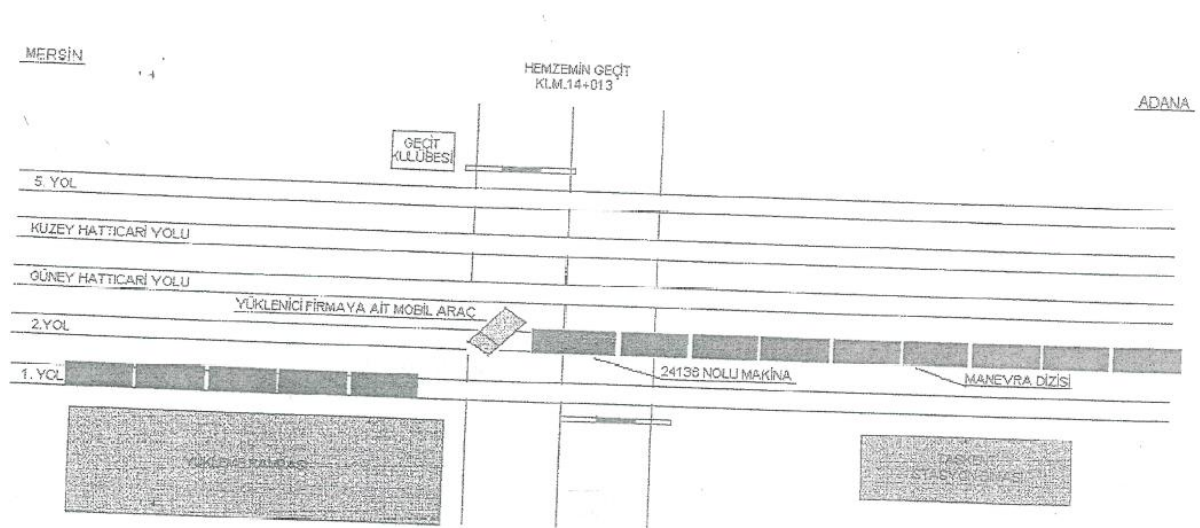 MERSİN
HEMZEMİN GEÇİT
KLM.14+013
ADANA
GEÇİT
KULÜBESİ
5. YOL
KUZEY HATTICARİ YOLU
GÜNEY HATTICARİ YOLU
YÜKLENİCİ FİRMAYA AİT MOBİL ARAÇ
2.YOL
1. YOL
24136 NOLU MAKİNA
MANEVRA DİZİSİ